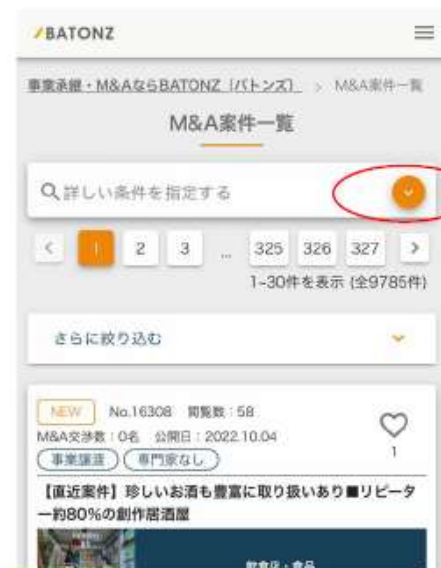 BATONZ
事業承継・M&AならBATONZ（バトンズ） > M&A案件一覧
M&A案件一覧
詳しい条件を指定する
< 1 2 3 … 325 326 327 >
1-30件を表示 (全9785件)
さらに絞り込む
NEW No.16308 閲覧数：58
M&A交渉数：0名 公開日：2022.10.04
1
事業譲渡 専門家なし
【直近案件】珍しいお酒も豊富に取り扱いあり■リピータ
ー約80%の創作居酒屋
飲食店・食品